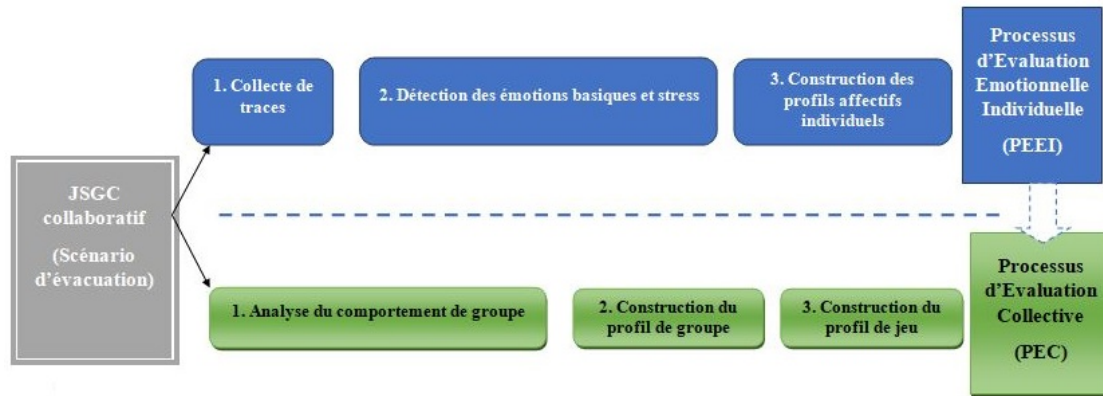 JSGC
collaboratif
(Scénario
d’évacuation)
1. Collecte de
traces
2. Détection des émotions basiques et stress
3. Construction des
profils affectifs
individuels
Processus
d’Evaluation
Emotionnelle
Individuelle
(PEEI)
1. Analyse du comportement de groupe
2. Construction du
profil de groupe
3. Construction du
profil de jeu
Processus
d’Evaluation
Collective
(PEC)